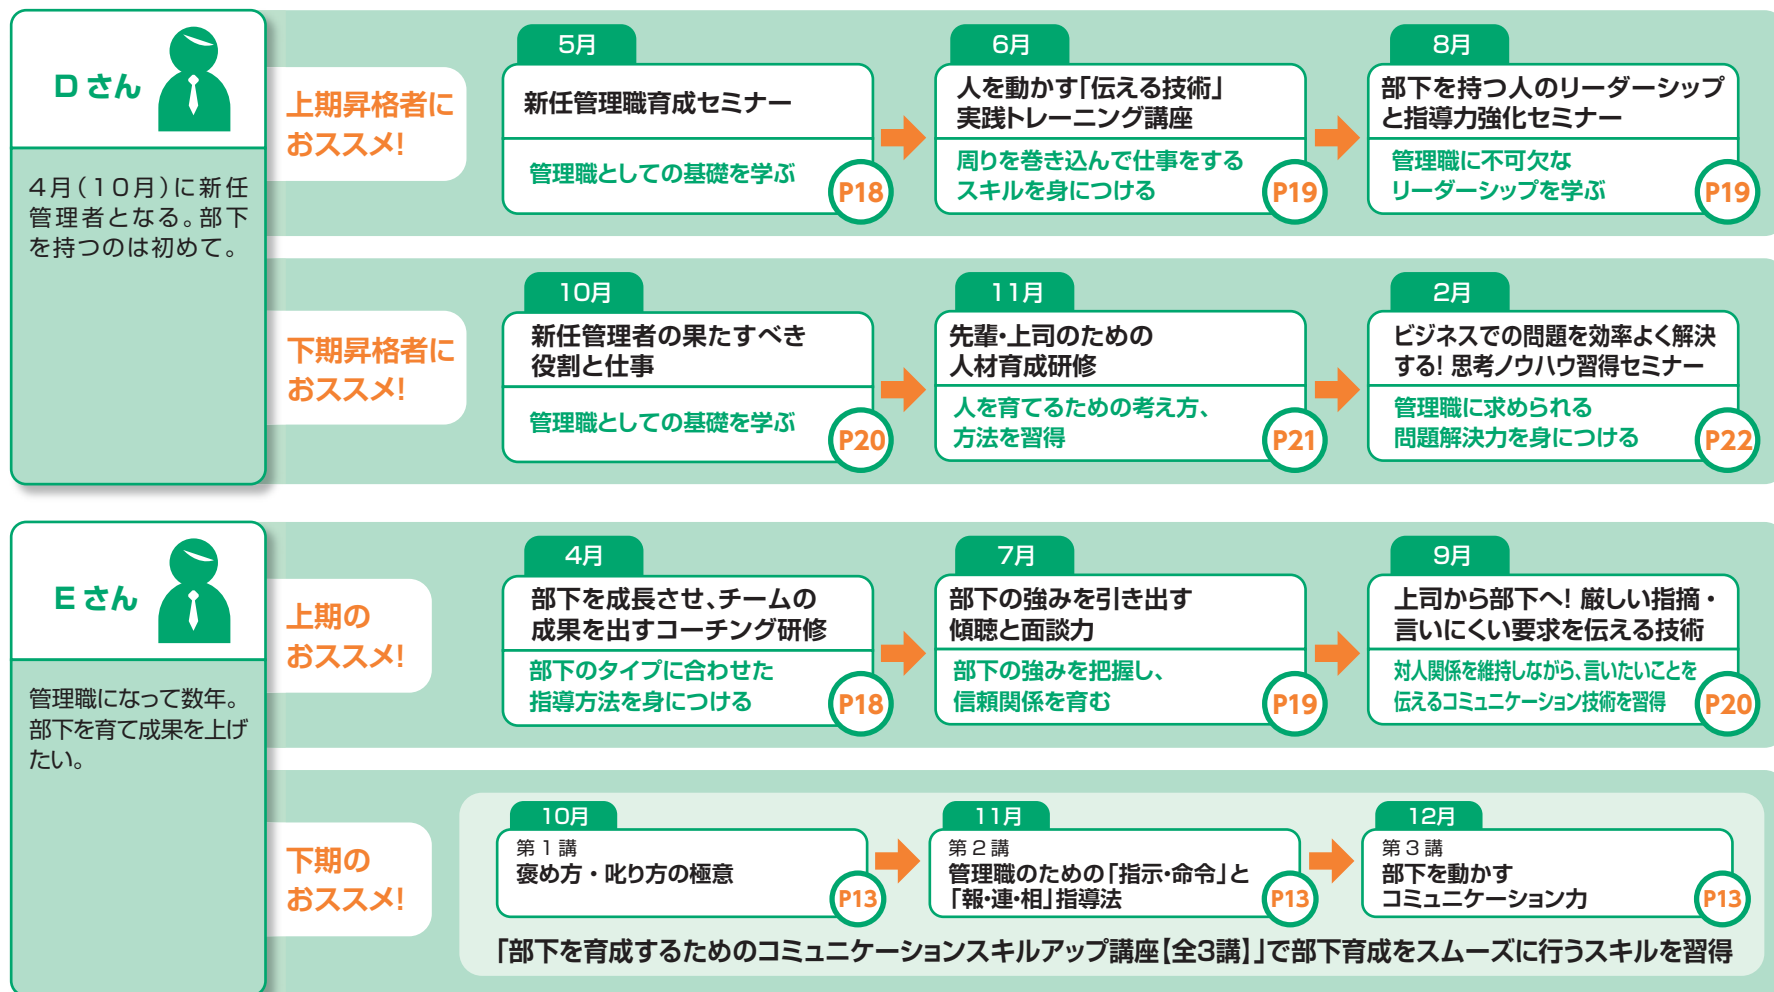 Dさん
4月(10月)に新任
管理者となる。部下
を持つのは初めて。
上期昇格者に
おススメ!
5月
新任管理職育成セミナー
管理職としての基礎を学ぶ
P18
6月
人を動かす「伝える技術」
実践トレーニング講座
周りを巻き込んで仕事をする
スキルを身につける
P19
8月
部下を持つ人のリーダーシップ
と指導力強化セミナー
管理職に不可欠な
リーダーシップを学ぶ
P19
下期昇格者に
おススメ!
10月
新任管理者の果たすべき
役割と仕事
管理職としての基礎を学ぶ
P20
11月
先輩・上司のための
人材育成研修
人を育てるための考え方、
方法を習得
P21
2月
ビジネスでの問題を効率よく解決
する! 思考ノウハウ習得セミナー
管理職に求められる
問題解決力を身につける
P22
Eさん
管理職になって数年。
部下を育て成果を上げ
たい。
上期の
おススメ!
4月
部下を成長させ、チームの
成果を出すコーチング研修
部下のタイプに合わせた
指導方法を身につける
P18
7月
部下の強みを引き出す
傾聴と面談力
部下の強みを把握し、
信頼関係を育む
P19
9月
上司から部下へ! 厳しい指摘・
言いにくい要求を伝える技術
対人関係を維持しながら、言いたいことを
伝えるコミュニケーション技術を習得
P20
下期の
おススメ!
10月
第1講
褒め方・叱り方の極意
P13
11月
第2講
管理職のための「指示・命令」と
「報・連・相」指導法
P13
12月
第3講
部下を動かす
コミュニケーション力
P13
「部下を育成するためのコミュニケーションスキルアップ講座【全3講】」で部下育成をスムーズに行うスキルを習得